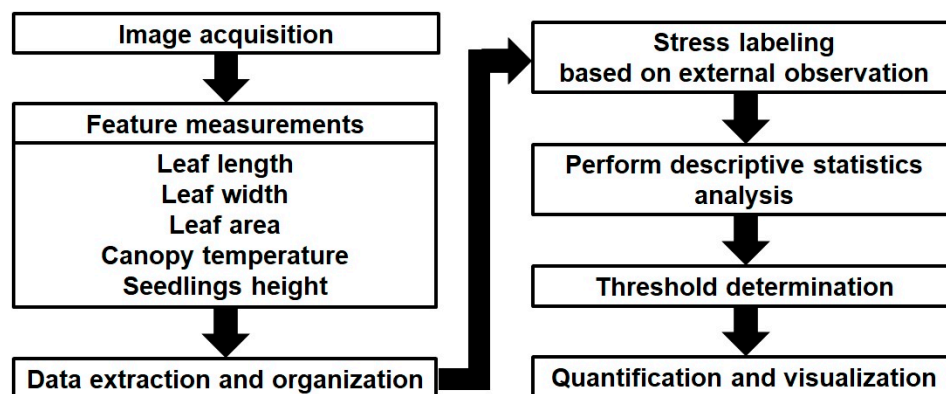 Image acquisition
Feature measurements
Leaf length
Leaf width
Leaf area
Canopy temperature
Seedlings height
Data extraction and organization
Stress labeling
based on external observation
Perform descriptive statistics
analysis
Threshold determination
Quantification and visualization